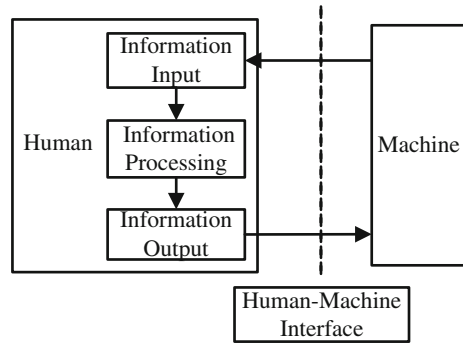 Information
Input
Human
Information
Processing
Machine
Information
Output
Human-Machine
Interface